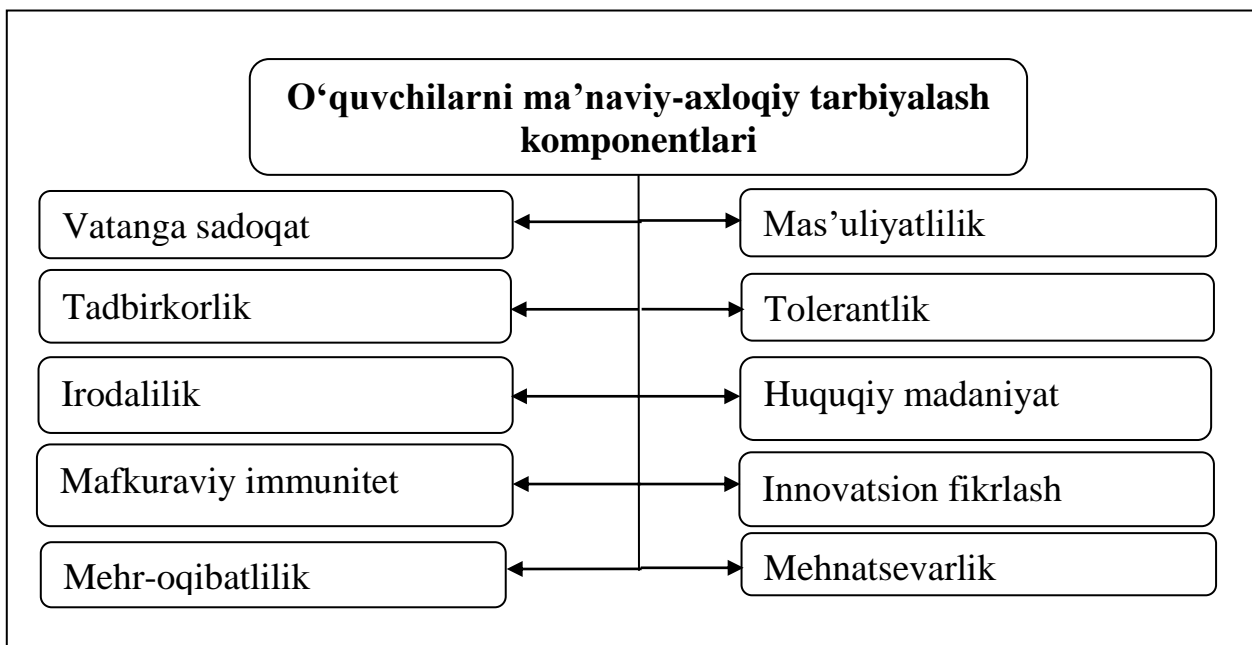 O‘quvchilarni ma’naviy-axloqiy tarbiyalash
komponentlari
Vatanga sadoqat
Mas’uliyatlilik
Tadbirkorlik
Tolerantlik
Irodalilik
Huquqiy madaniyat
Mafkuraviy immunitet
Innovatsion fikrlash
Mehr-oqibatlilik
Mehnatsevarlik